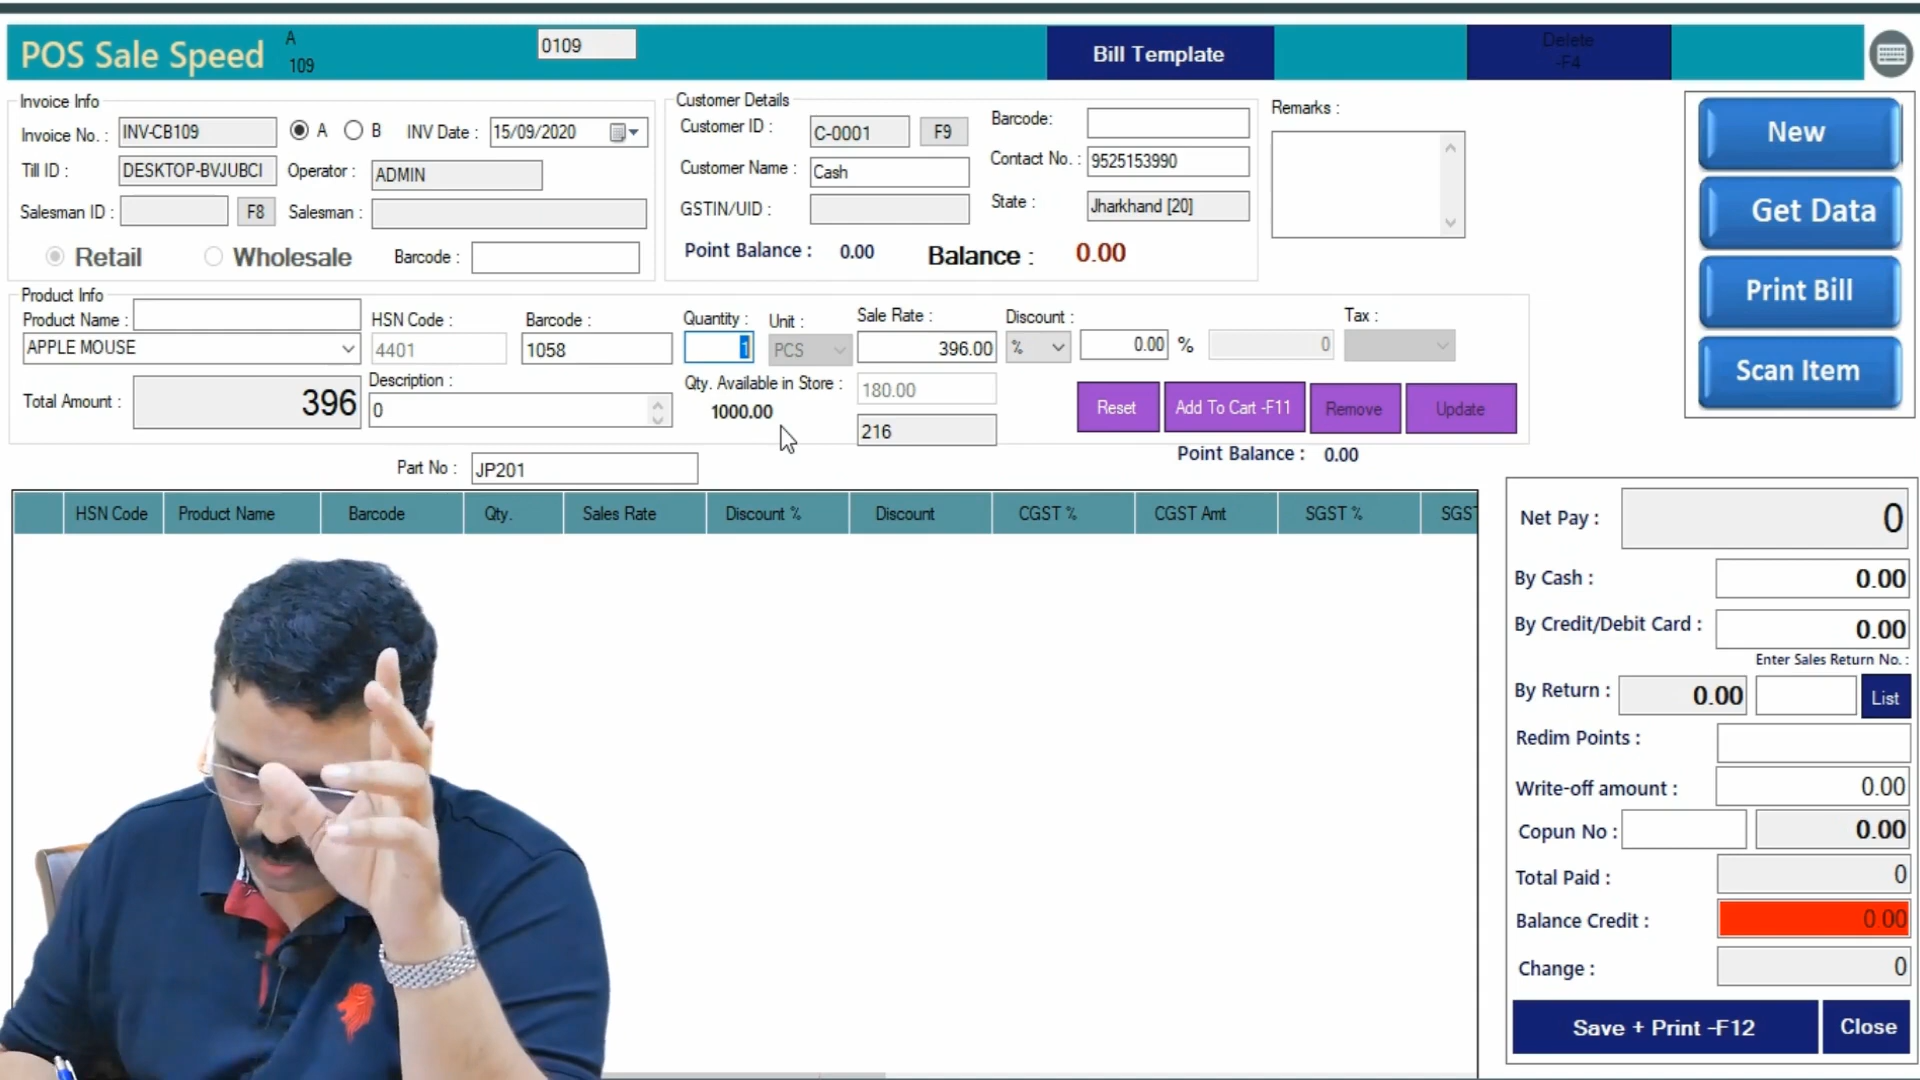 POS Sale Speed
A
109
0109
Bill Template
Delete
-F4
Invoice Info
Invoice No. : INV-CB109 A B INV Date : 15/09/2020
Till ID : DESKTOP-BVJUBCI Operator : ADMIN
Salesman ID : F8 Salesman :
Retail Wholesale Barcode :
Customer Details
Customer ID : C-0001 F9
Customer Name : Cash
GSTIN/UID :
Point Balance : 0.00 Balance : 0.00
Barcode:
Contact No. : 9525153990
State : Jharkhand [20]
Remarks :
New
Get Data
Print Bill
Scan Item
Product Info
Product Name :
APPLE MOUSE
HSN Code :
4401
Barcode :
1058
Quantity :
1
Unit :
PCS
Sale Rate :
396.00
Discount :
% 0.00 % 0
Tax :
Total Amount : 396
Description :
0
Qty. Available in Store :
1000.00
180.00
216
Reset
Add To Cart -F11
Remove
Update
Point Balance : 0.00
Part No : JP201
HSN Code Product Name Barcode Qty. Sales Rate Discount % Discount CGST % CGST Amt SGST % SGST
Net Pay : 0
By Cash : 0.00
By Credit/Debit Card : 0.00
Enter Sales Return No. :
By Return : 0.00 List
Redim Points :
Write-off amount : 0.00
Copun No : 0.00
Total Paid : 0
Balance Credit : 0.00
Change : 0
Save + Print -F12
Close